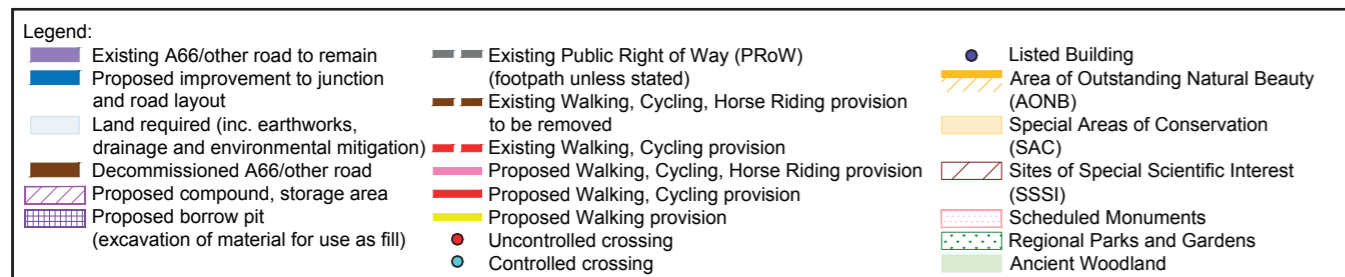 Legend:
Existing A66/other road to remain
Proposed improvement to junction
and road layout
Land required (inc. earthworks,
drainage and environmental mitigation)
Decommissioned A66/other road
Proposed compound, storage area
Proposed borrow pit
(excavation of material for use as fill)
Existing Public Right of Way (PRoW)
(footpath unless stated)
Existing Walking, Cycling, Horse Riding provision
to be removed
Existing Walking, Cycling provision
Proposed Walking, Cycling, Horse Riding provision
Proposed Walking, Cycling provision
Proposed Walking provision
Uncontrolled crossing
Controlled crossing
Listed Building
Area of Outstanding Natural Beauty
(AONB)
Special Areas of Conservation
(SAC)
Sites of Special Scientific Interest
(SSSI)
Scheduled Monuments
Regional Parks and Gardens
Ancient Woodland